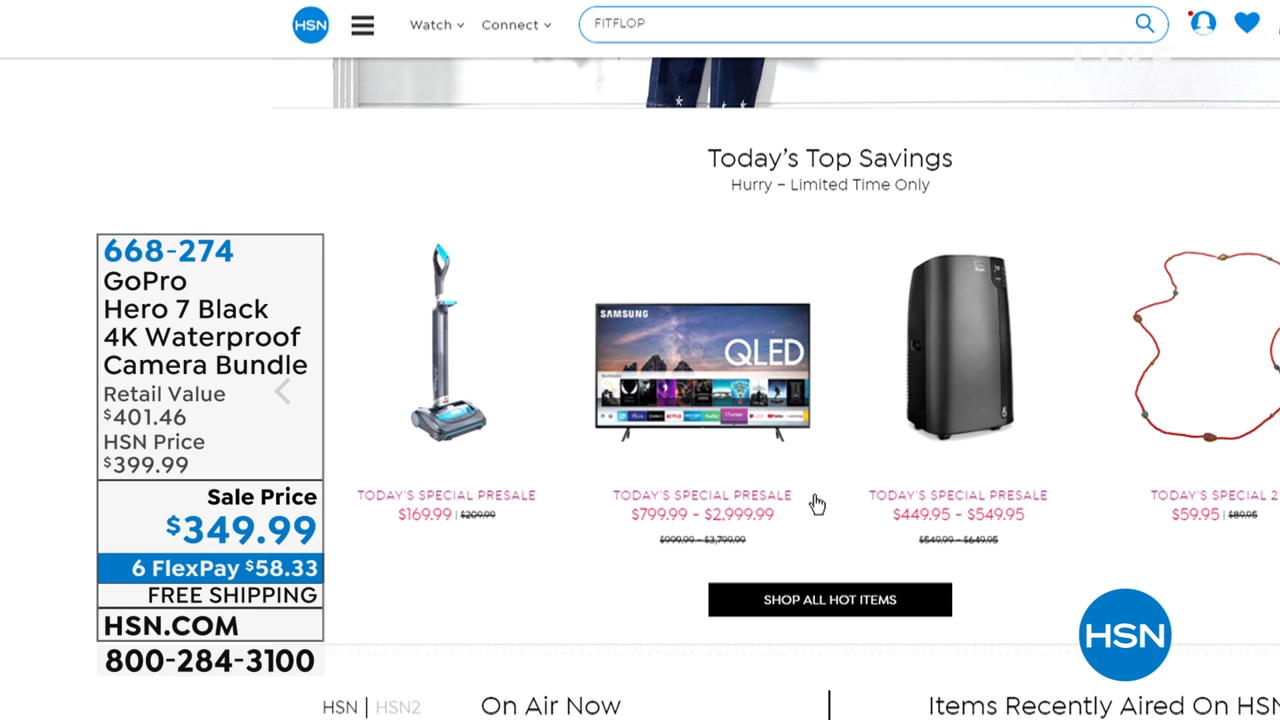 HSN
Watch
Connect
FITFLOP
LIVE
Today's Top Savings
Hurry – Limited Time Only
668-274
GoPro
Hero 7 Black
4K Waterproof
Camera Bundle
Retail Value
$401.46
HSN Price
$399.99
Sale Price
$349.99
6 FlexPay $58.33
FREE SHIPPING
HSN.COM
800-284-3100
SAMSUNG
QLED
TODAY'S SPECIAL PRESALE
$169.99 | $209.99
TODAY'S SPECIAL PRESALE
$799.99 - $2,999.99
$999.99 - $3,799.99
TODAY'S SPECIAL PRESALE
$449.95 - $549.95
$549.99 - $649.95
TODAY'S SPECIAL 2
$59.95 | $89.95
SHOP ALL HOT ITEMS
HSN
HSN | HSN2
On Air Now
Items Recently Aired On HSN